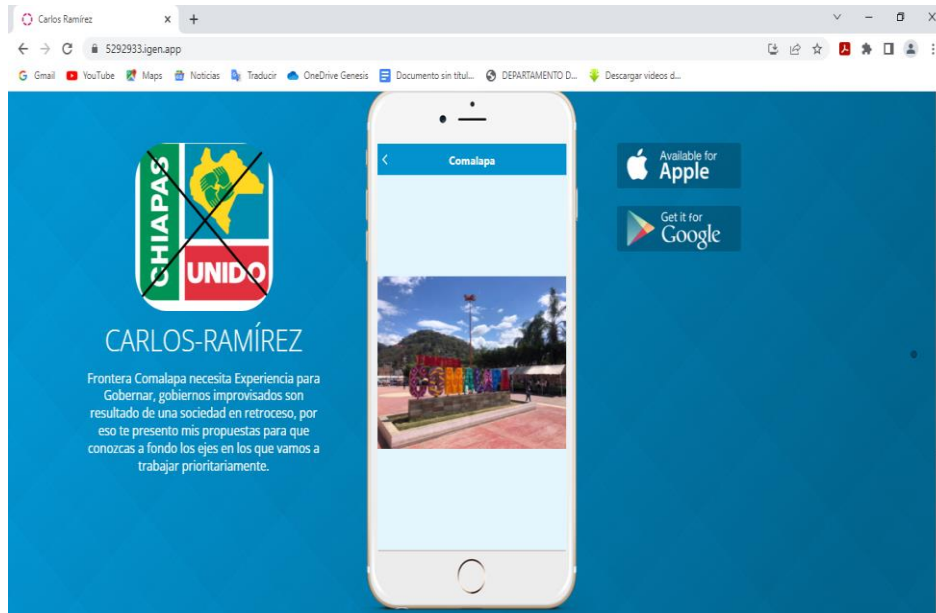 Carlos Ramírez
5292933.igen.app
Gmail
YouTube
Maps
Noticias
Traducir
OneDrive Genesis
Documento sin títul...
DEPARTAMENTO D...
Descargar videos d...
CHIAPAS
UNIDO
CARLOS-RAMÍREZ
Frontera Comalapa necesita Experiencia para
Gobernar, gobiernos improvisados son
resultado de una sociedad en retroceso, por
eso te presento mis propuestas para que
conozcas a fondo los ejes en los que vamos a
trabajar prioritariamente.
Comalapa
COMALAPA
Available for
Apple
Get it for
Google